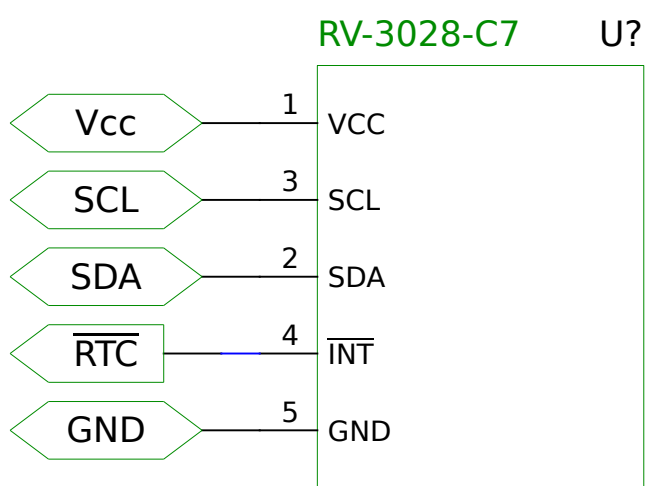 RV-3028-C7 U?
Vcc 1 VCC
SCL 3 SCL
SDA 2 SDA
RTC 4 INT
GND 5 GND